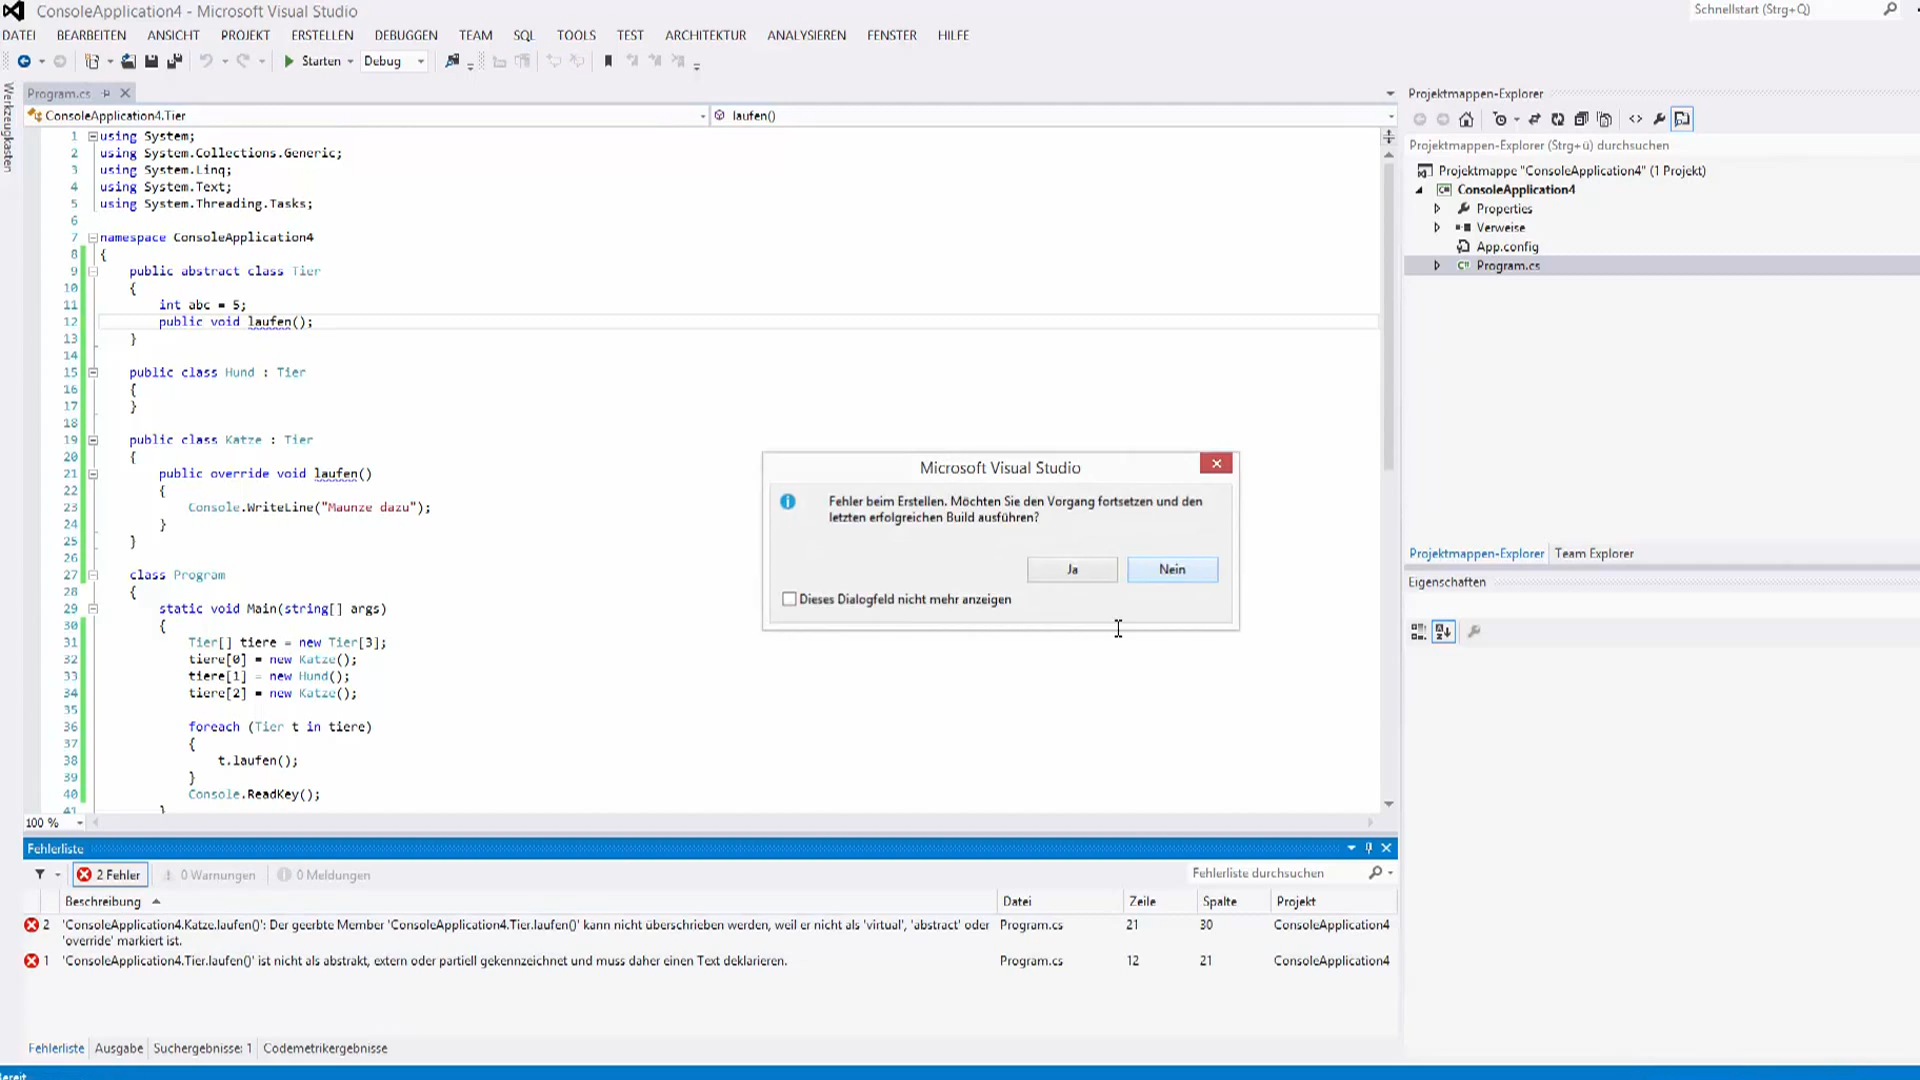 ConsoleApplication4 - Microsoft Visual Studio
Schnellstart (Strg+Q)
DATEI BEARBEITEN ANSICHT PROJEKT ERSTELLEN DEBUGGEN TEAM SQL TOOLS TEST ARCHITEKTUR ANALYSIEREN FENSTER HILFE
Starten Debug
Werkzeugkasten
Program.cs
ConsoleApplication4.Tier laufen()
1 using System;
2 using System.Collections.Generic;
3 using System.Linq;
4 using System.Text;
5 using System.Threading.Tasks;
6
7 namespace ConsoleApplication4
8 {
9 public abstract class Tier
10 {
11 int abc = 5;
12 public void laufen();
13 }
14
15 public class Hund : Tier
16 {
17 }
18
19 public class Katze : Tier
20 {
21 public override void laufen()
22 {
23 Console.WriteLine("Maunze dazu");
24 }
25 }
26
27 class Program
28 {
29 static void Main(string[] args)
30 {
31 Tier[] tiere = new Tier[3];
32 tiere[0] = new Katze();
33 tiere[1] = new Hund();
34 tiere[2] = new Katze();
35
36 foreach (Tier t in tiere)
37 {
38 t.laufen();
39 }
40 Console.ReadKey();
41 }
100 %
Microsoft Visual Studio
Fehler beim Erstellen. Möchten Sie den Vorgang fortsetzen und den
letzten erfolgreichen Build ausführen?
Ja Nein
Dieses Dialogfeld nicht mehr anzeigen
Projektmappen-Explorer
Projektmappen-Explorer (Strg+ü) durchsuchen
Projektmappe "ConsoleApplication4" (1 Projekt)
ConsoleApplication4
Properties
Verweise
App.config
Program.cs
Projektmappen-Explorer Team Explorer
Eigenschaften
Fehlerliste
2 Fehler 0 Warnungen 0 Meldungen
Fehlerliste durchsuchen
Beschreibung Datei Zeile Spalte Projekt
2 'ConsoleApplication4.Katze.laufen()': Der geerbte Member 'ConsoleApplication4.Tier.laufen()' kann nicht überschrieben werden, weil er nicht als 'virtual', 'abstract' oder Program.cs 21 30 ConsoleApplication4
'override' markiert ist.
1 'ConsoleApplication4.Tier.laufen()' ist nicht als abstrakt, extern oder partiell gekennzeichnet und muss daher einen Text deklarieren. Program.cs 12 21 ConsoleApplication4
Fehlerliste Ausgabe Suchergebnisse: 1 Codemetrikergebnisse